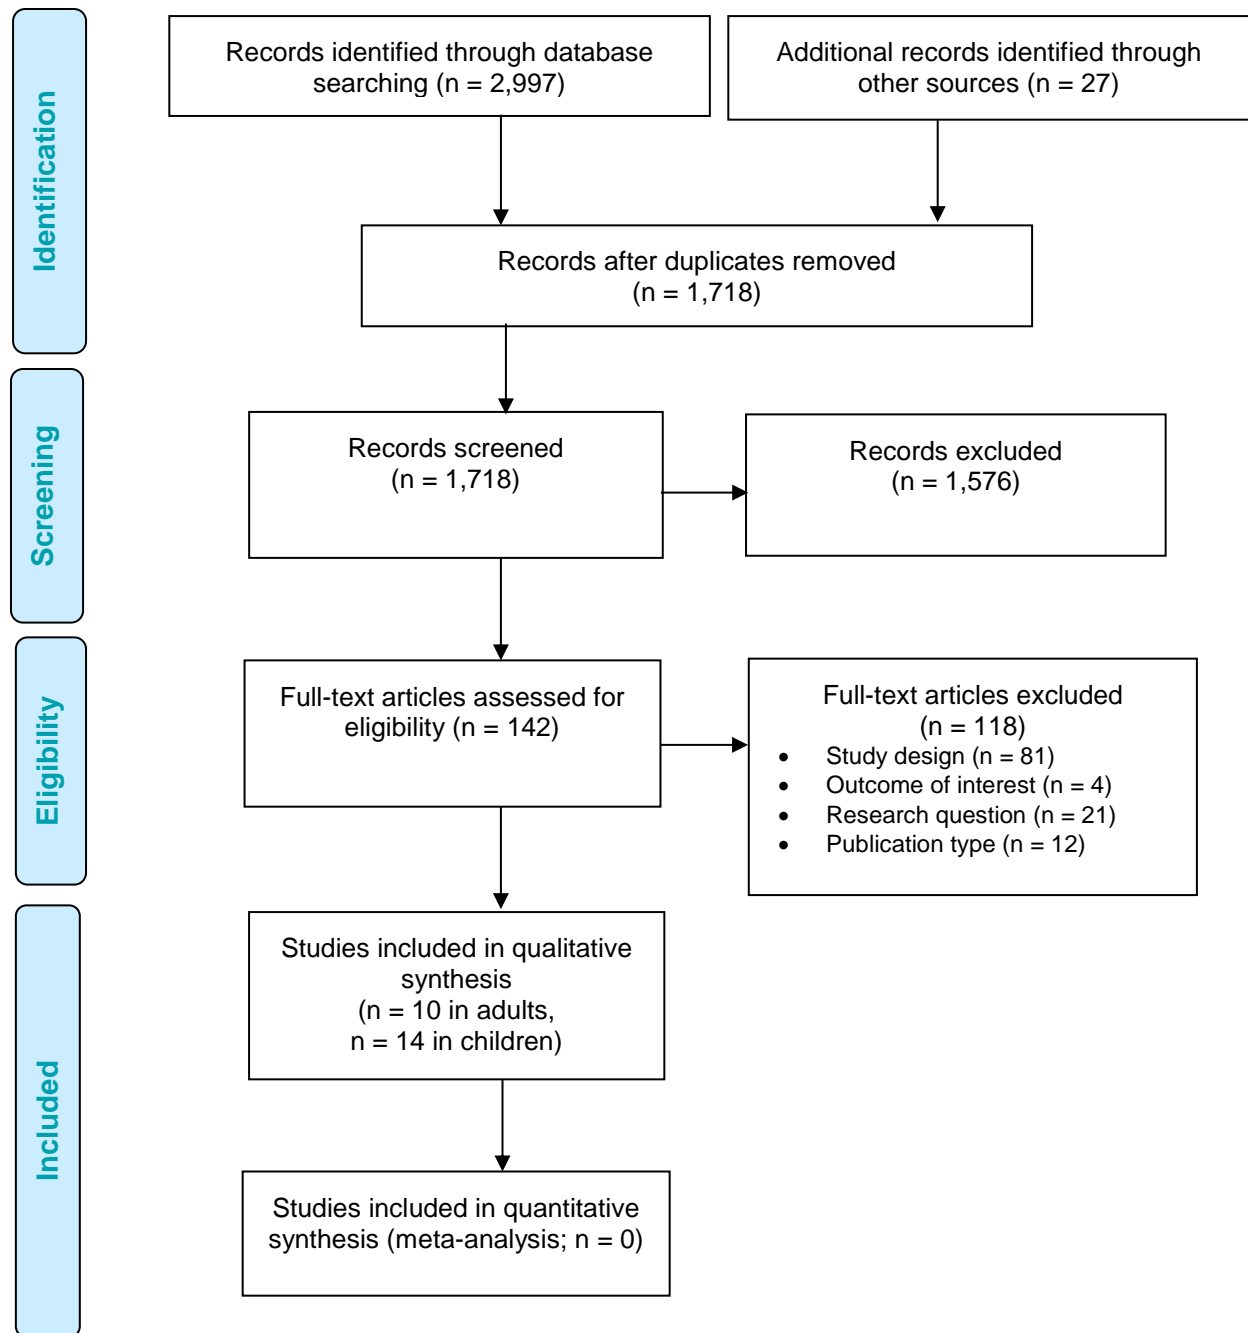 Identification
Records identified through database
searching (n = 2,997)
Additional records identified through
other sources (n = 27)
Records after duplicates removed
(n = 1,718)
Screening
Records screened
(n = 1,718)
Records excluded
(n = 1,576)
Eligibility
Full-text articles assessed for
eligibility (n = 142)
Full-text articles excluded
(n = 118)
• Study design (n = 81)
• Outcome of interest (n = 4)
• Research question (n = 21)
• Publication type (n = 12)
Included
Studies included in qualitative
synthesis
(n = 10 in adults,
n = 14 in children)
Studies included in quantitative
synthesis (meta-analysis; n = 0)